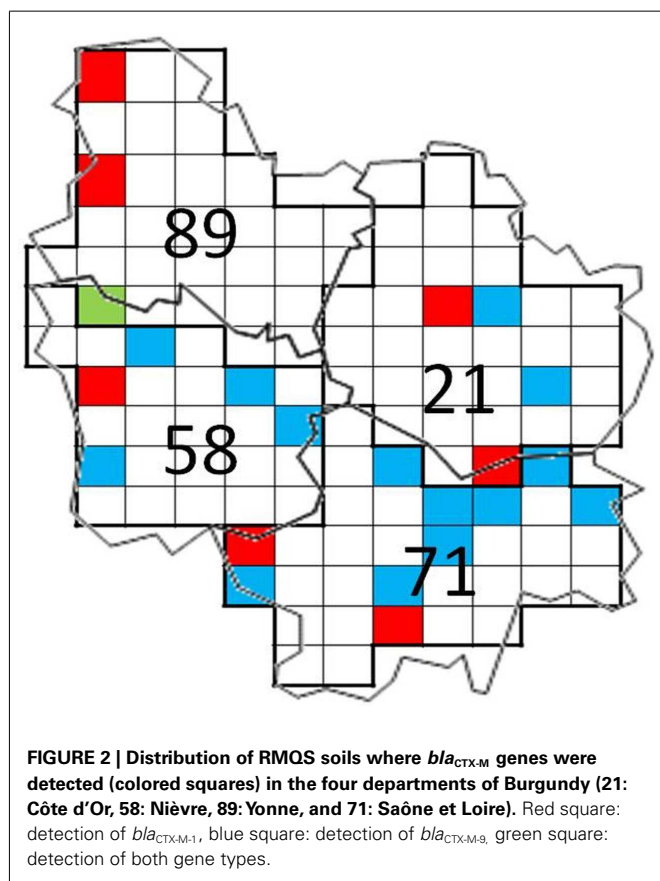 89
21
58
71
FIGURE 2 | Distribution of RMQS soils where blaCTX-M genes were
detected (colored squares) in the four departments of Burgundy (21:
Côte d'Or, 58: Nièvre, 89: Yonne, and 71: Saône et Loire). Red square:
detection of blaCTX-M-1, blue square: detection of blaCTX-M-9, green square:
detection of both gene types.